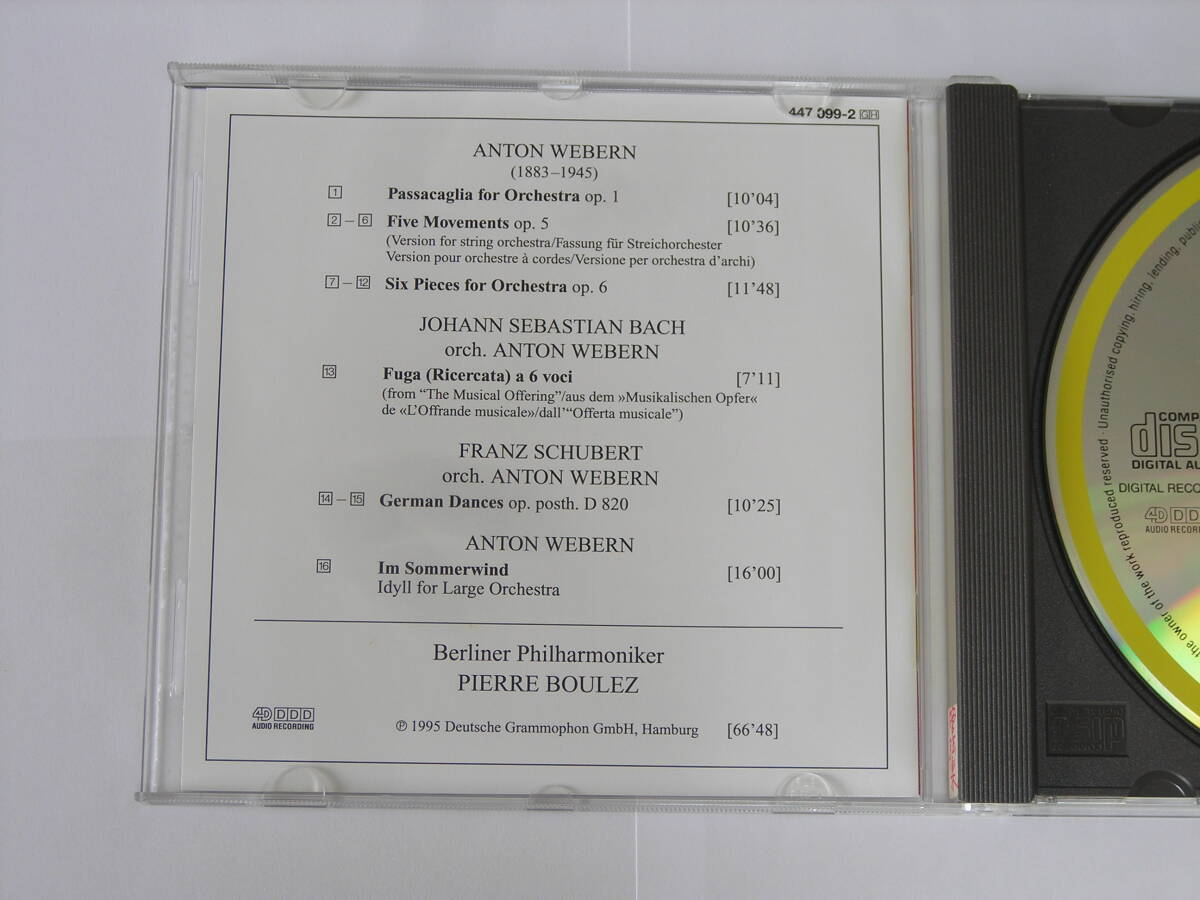 447 099-2 GH
ANTON WEBERN
(1883–1945)
1 Passacaglia for Orchestra op. 1 [10’04]
2 – 6 Five Movements op. 5 [10’36]
(Version for string orchestra/Fassung für Streichorchester
Version pour orchestre à cordes/Versione per orchestra d’archi)
7 – 12 Six Pieces for Orchestra op. 6 [11’48]
JOHANN SEBASTIAN BACH
orch. ANTON WEBERN
13 Fuga (Ricercata) a 6 voci [7’11]
(from “The Musical Offering”/aus dem »Musikalischen Opfer«
de «L’Offrande musicale»/dall’“Offerta musicale”)
FRANZ SCHUBERT
orch. ANTON WEBERN
14 – 15 German Dances op. posth. D 820 [10’25]
ANTON WEBERN
16 Im Sommerwind [16’00]
Idyll for Large Orchestra
Berliner Philharmoniker
PIERRE BOULEZ
4D DDD
AUDIO RECORDING
℗ 1995 Deutsche Grammophon GmbH, Hamburg [66’48]
the owner of the work reproduced reserved · Unauthorised copying, hiring, lending, publi
COMP
dis
DIGITAL AU
DIGITAL RECO
4D DDD
AUDIO RECOR